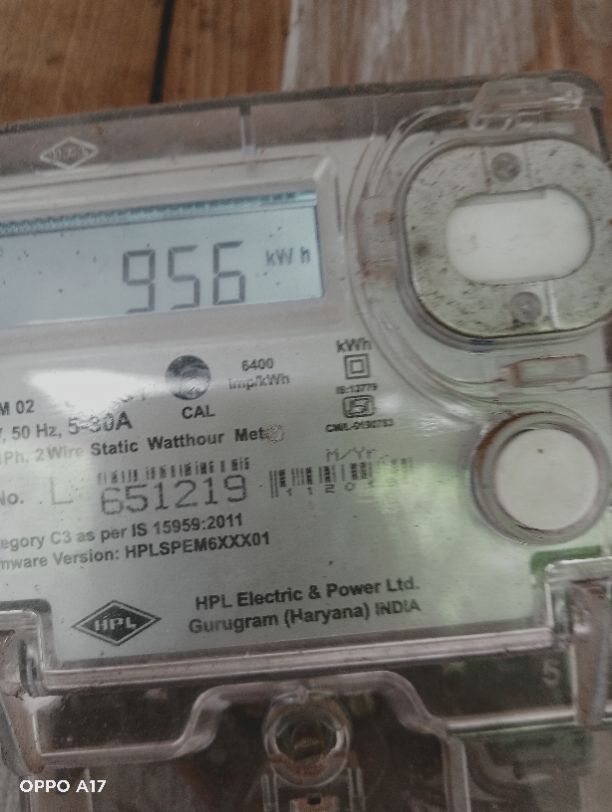 956 kWh
6400
imp/kWh
CAL
kWh
IS:13779
M 02
, 50 Hz, 5-30A
Ph, 2 Wire Static Watthour Met
No. L 651219
M/Yr.
egory C3 as per IS 15959:2011
mware Version: HPLSPEM6XXX01
HPL
HPL Electric & Power Ltd.
Gurugram (Haryana) INDIA
5
OPPO A17